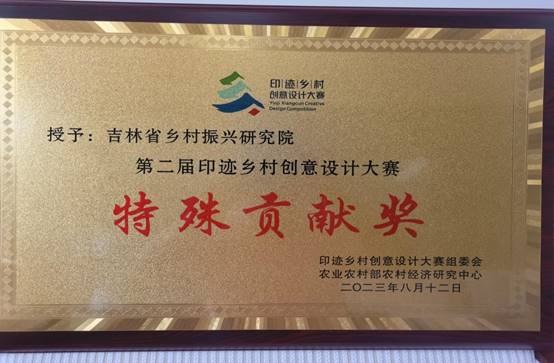 印迹乡村
创意设计大赛
Yinji Xiangcun Creative
Design Competition
授予：吉林省乡村振兴研究院
第二届印迹乡村创意设计大赛
特殊贡献奖
印迹乡村创意设计大赛组委会
农业农村部农村经济研究中心
二〇二三年八月十二日